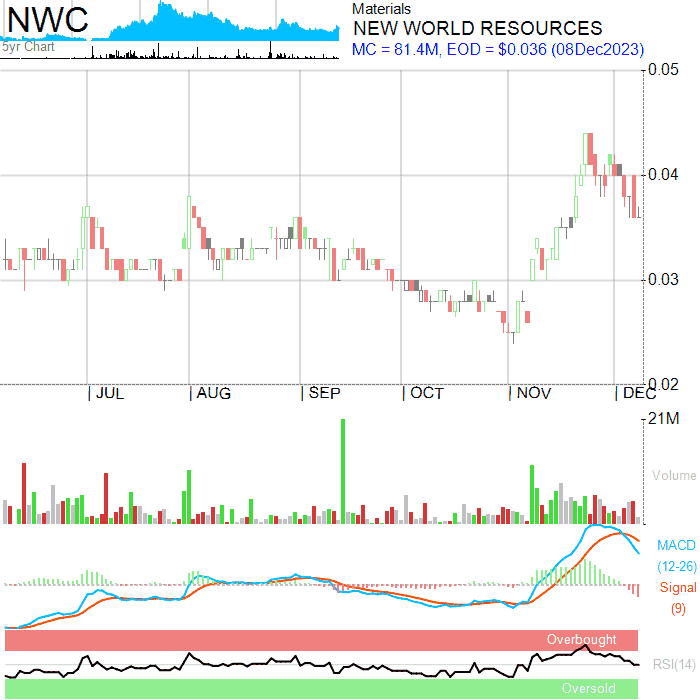 NWC
5yr Chart
Materials
NEW WORLD RESOURCES
MC = 81.4M, EOD = $0.036 (08Dec2023)
0.05
0.04
0.03
0.02
JUL AUG SEP OCT NOV DEC
21M
Volume
MACD
(12-26)
Signal
(9)
Overbought
RSI(14)
Oversold